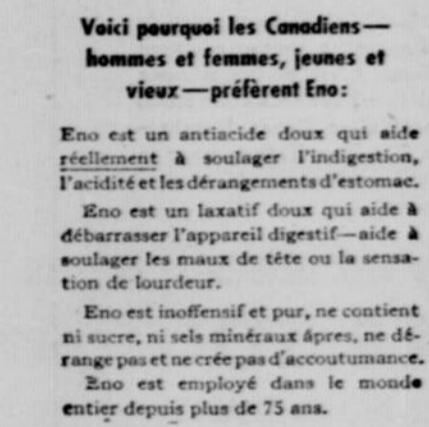 Voici pourquoi les Canadiens—
hommes et femmes, jeunes et
vieux—préfèrent Eno:
Eno est un antiacide doux qui aide
réellement à soulager l'indigestion,
l'acidité et les dérangements d'estomac.
Eno est un laxatif doux qui aide à
débarrasser l'appareil digestif—aide à
soulager les maux de tête ou la sensa-
tion de lourdeur.
Eno est inoffensif et pur, ne contient
ni sucre, ni sels minéraux âpres, ne dé-
range pas et ne crée pas d'accoutumance.
Eno est employé dans le monde
entier depuis plus de 75 ans.